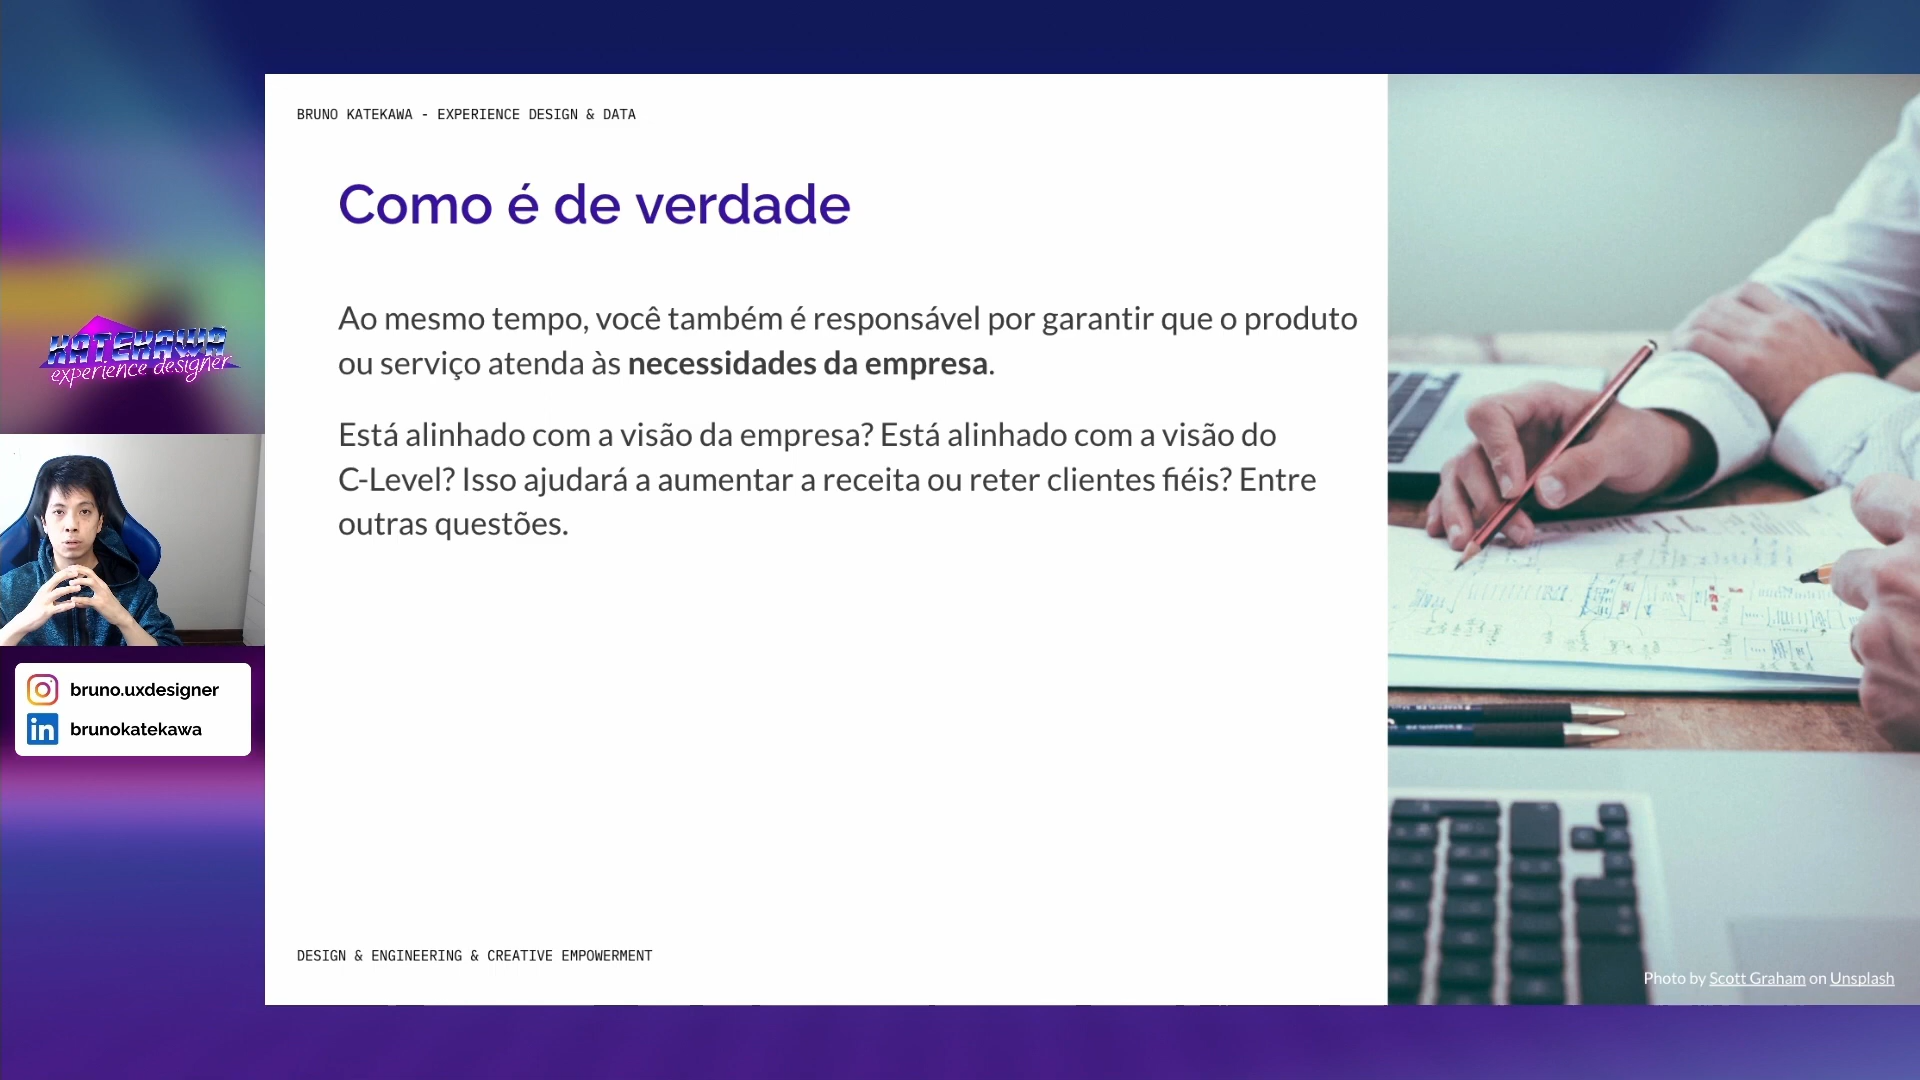 BRUNO KATEKAWA - EXPERIENCE DESIGN & DATA
Como é de verdade
Ao mesmo tempo, você também é responsável por garantir que o produto
ou serviço atenda às necessidades da empresa.
Está alinhado com a visão da empresa? Está alinhado com a visão do
C-Level? Isso ajudará a aumentar a receita ou reter clientes fiéis? Entre
outras questões.
DESIGN & ENGINEERING & CREATIVE EMPOWERMENT
Photo by Scott Graham on Unsplash
KATEKAWA
experience designer
bruno.uxdesigner
in
brunokatekawa